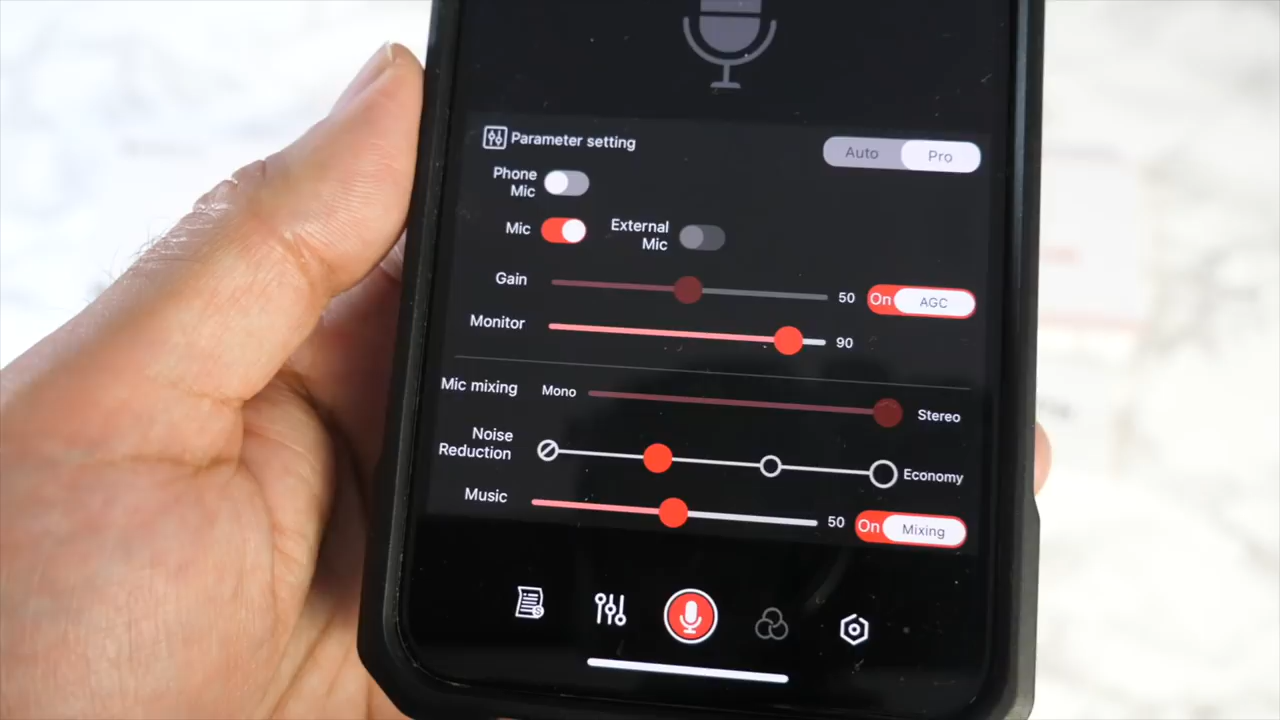 Parameter setting
Auto Pro
Phone
Mic
Mic External
Mic
Gain 50 On AGC
Monitor 90
Mic mixing Mono Stereo
Noise
Reduction Economy
Music 50 On Mixing